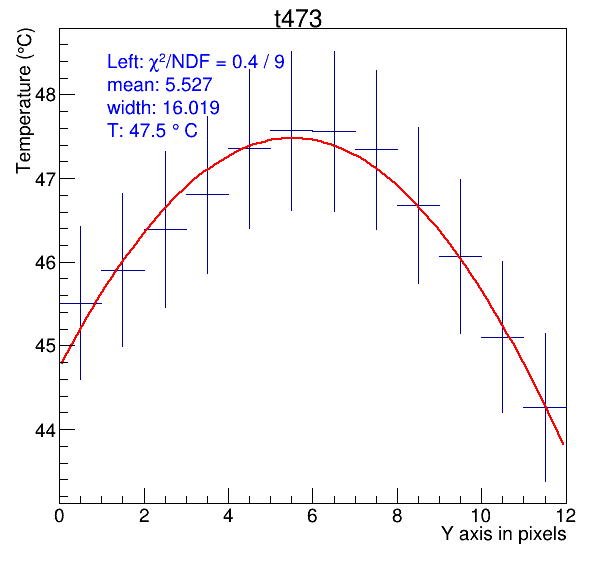 t473
Temperature (°C)
Left: χ²/NDF = 0.4 / 9
mean: 5.527
width: 16.019
T: 47.5 ° C
48
47
46
45
44
0 2 4 6 8 10 12
Y axis in pixels